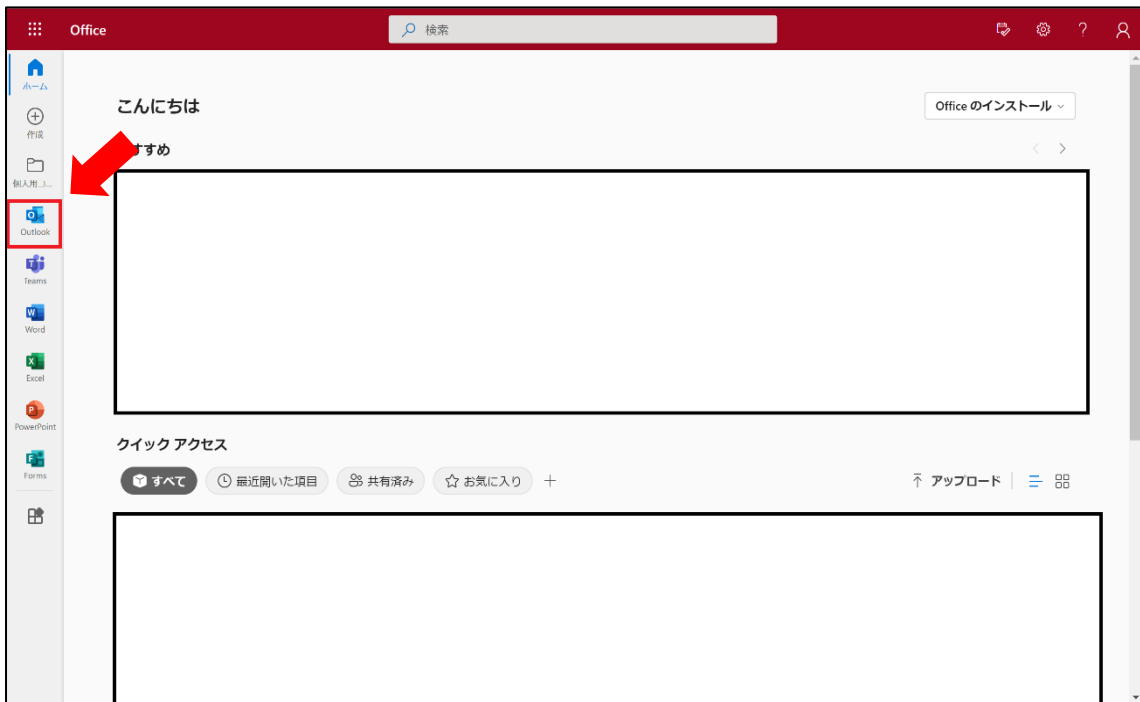 Office
検索
ホーム
作成
個人用...
Outlook
Teams
Word
Excel
PowerPoint
Forms
こんにちは
Office のインストール
すすめ
クイック アクセス
すべて
最近開いた項目
共有済み
お気に入り
アップロード